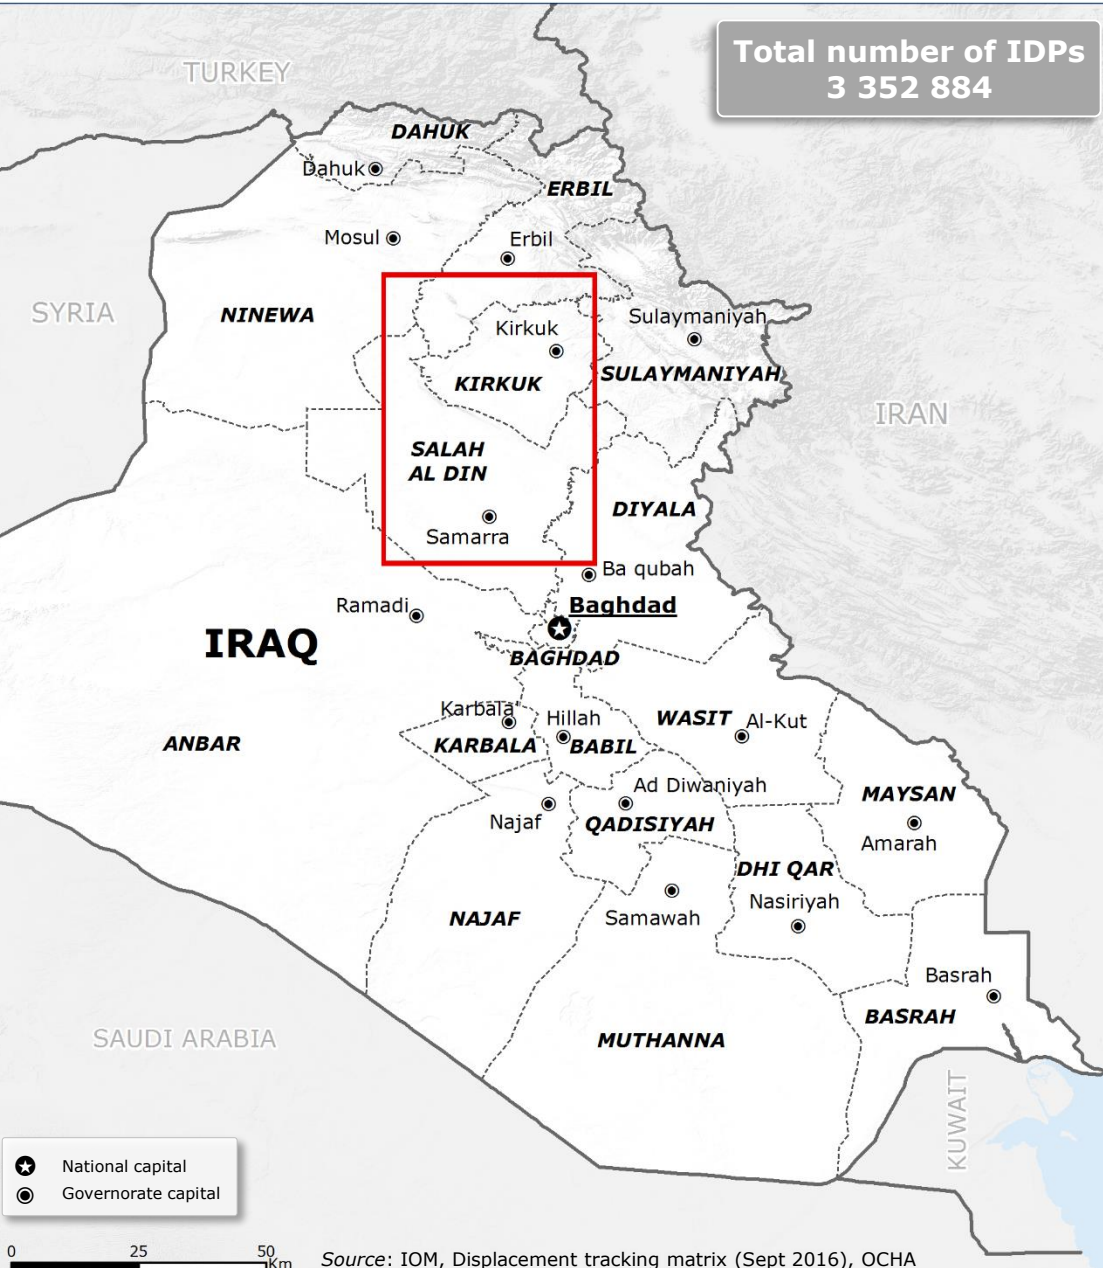 Total number of IDPs
3 352 884
TURKEY
DAHUK
Dahuk
ERBIL
Mosul
Erbil
SYRIA
NINEWA
Kirkuk
Sulaymaniyah
KIRKUK
SULAYMANIYAH
IRAN
SALAH
AL DIN
DIYALA
Samarra
Ba qubah
Ramadi
Baghdad
IRAQ
BAGHDAD
Karbala'
Hillah
WASIT
Al-Kut
ANBAR
KARBALA
BABIL
Ad Diwaniyah
MAYSAN
Najaf
QADISIYAH
Amarah
DHI QAR
NAJAF
Samawah
Nasiriyah
Basrah
BASRAH
SAUDI ARABIA
MUTHANNA
KUWAIT
National capital
Governorate capital
0 25 50
Km
Source: IOM, Displacement tracking matrix (Sept 2016), OCHA